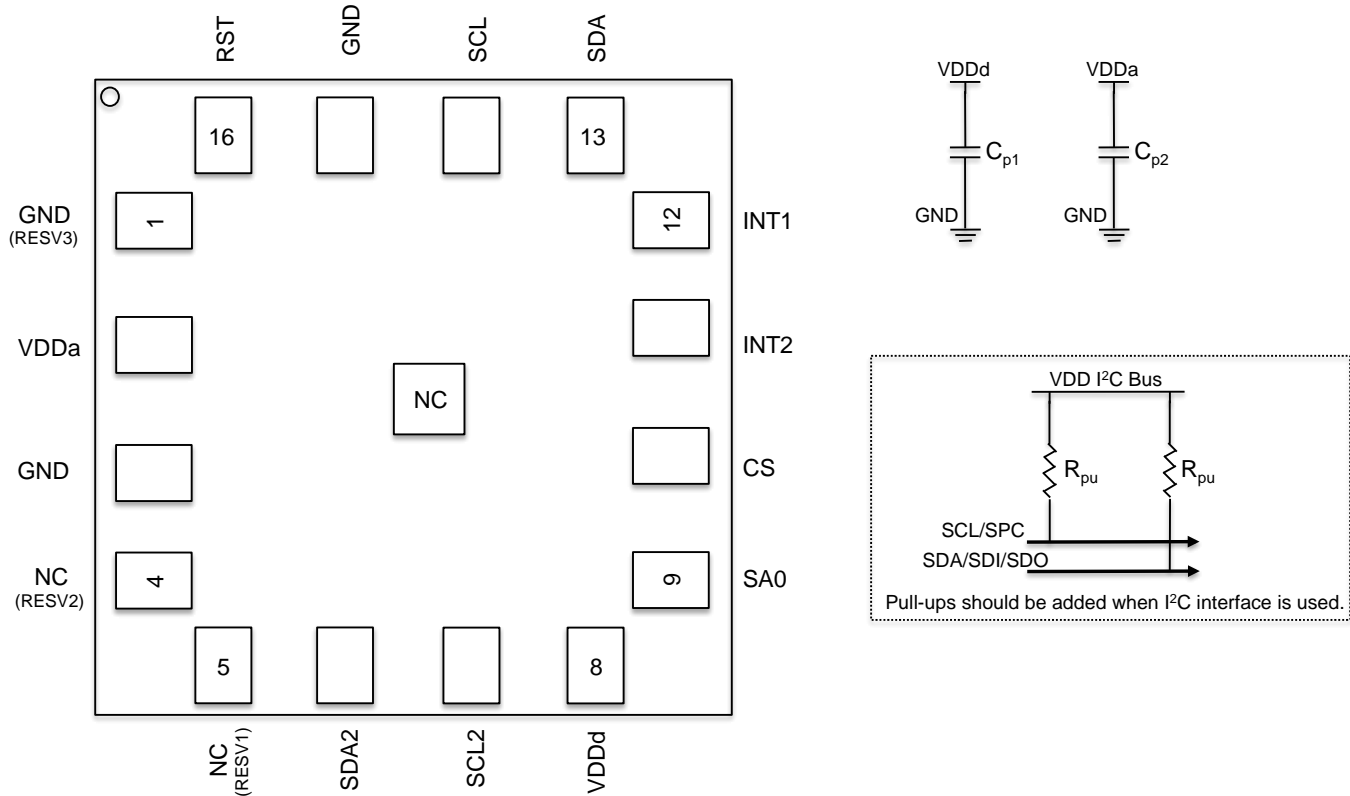 RST
GND
SCL
SDA
16
13
GND
(RESV3)
1
12
INT1
VDDa
INT2
NC
GND
CS
NC
(RESV2)
4
9
SA0
5
8
NC
(RESV1)
SDA2
SCL2
VDDd
VDDd
VDDa
Cp1
Cp2
GND
GND
VDD I²C Bus
Rpu
Rpu
SCL/SPC
SDA/SDI/SDO
Pull-ups should be added when I²C interface is used.